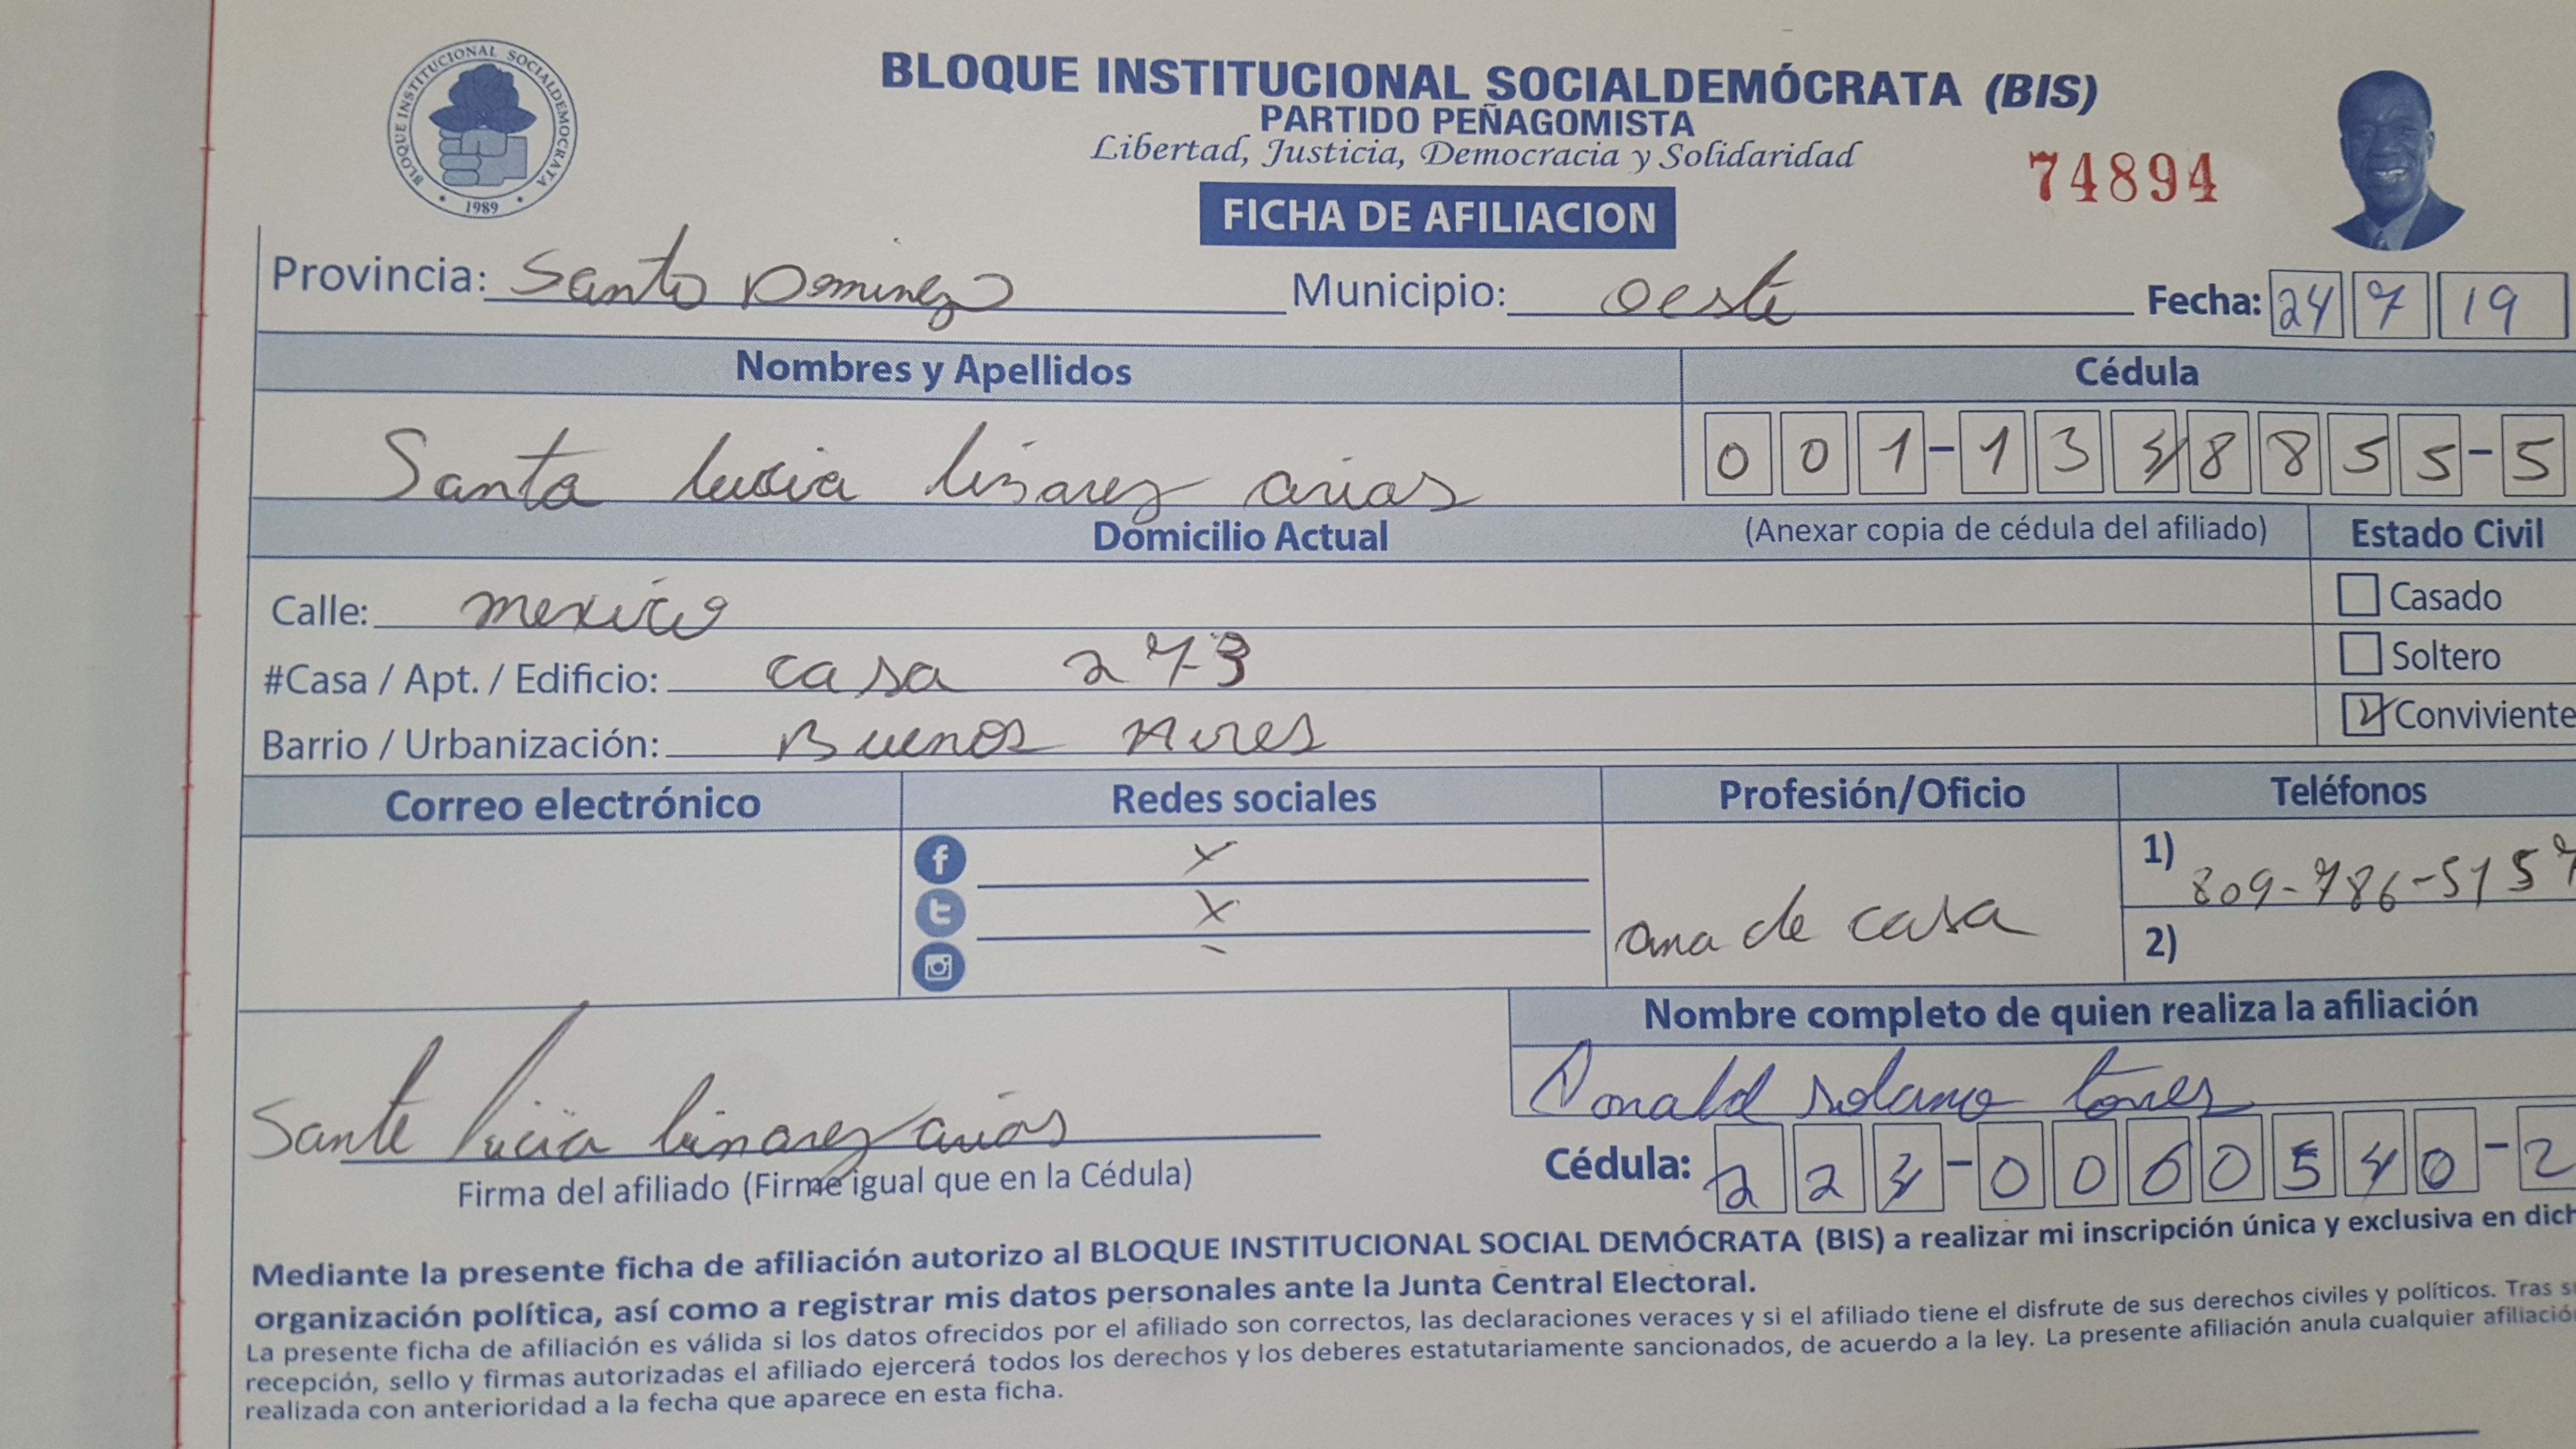 BLOQUE INSTITUCIONAL SOCIALDEMÓCRATA
1989
BLOQUE INSTITUCIONAL SOCIALDEMÓCRATA (BIS)
PARTIDO PEÑAGOMISTA
Libertad, Justicia, Democracia y Solidaridad
74894
FICHA DE AFILIACION
Provincia: Santo Domingo Municipio: oeste Fecha: 24 7 19
Nombres y Apellidos Cédula
Santa lucia linarez arias 001-13 88 5 5-5
Domicilio Actual (Anexar copia de cédula del afiliado) Estado Civil
Calle: mexico Casado
#Casa / Apt. / Edificio: casa 273 Soltero
Barrio / Urbanización: Buenos Aires Conviviente
Correo electrónico Redes sociales Profesión/Oficio Teléfonos
f x 1) 809-786-5157
t x ama de casa
2)
Nombre completo de quien realiza la afiliación
Donald solano torres
Santa lucia linarez arias
Cédula: 22 -0060540-2
Firma del afiliado (Firme igual que en la Cédula)
Mediante la presente ficha de afiliación autorizo al BLOQUE INSTITUCIONAL SOCIAL DEMÓCRATA (BIS) a realizar mi inscripción única y exclusiva en dich
organización política, así como a registrar mis datos personales ante la Junta Central Electoral.
La presente ficha de afiliación es válida si los datos ofrecidos por el afiliado son correctos, las declaraciones veraces y si el afiliado tiene el disfrute de sus derechos civiles y políticos. Tras su
recepción, sello y firmas autorizadas el afiliado ejercerá todos los derechos y los deberes estatutariamente sancionados, de acuerdo a la ley. La presente afiliación anula cualquier afiliación
realizada con anterioridad a la fecha que aparece en esta ficha.